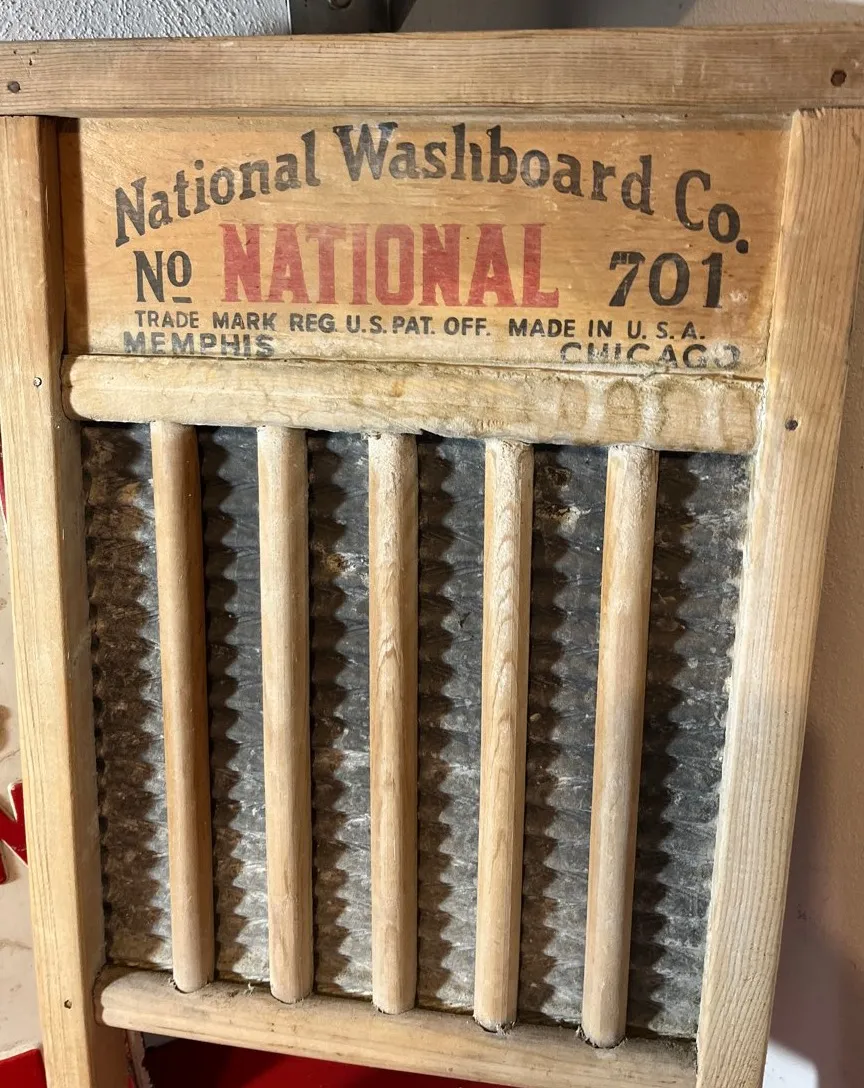 National Washboard Co.
No NATIONAL 701
TRADE MARK REG. U.S. PAT. OFF. MADE IN U.S.A.
MEMPHIS CHICAGO